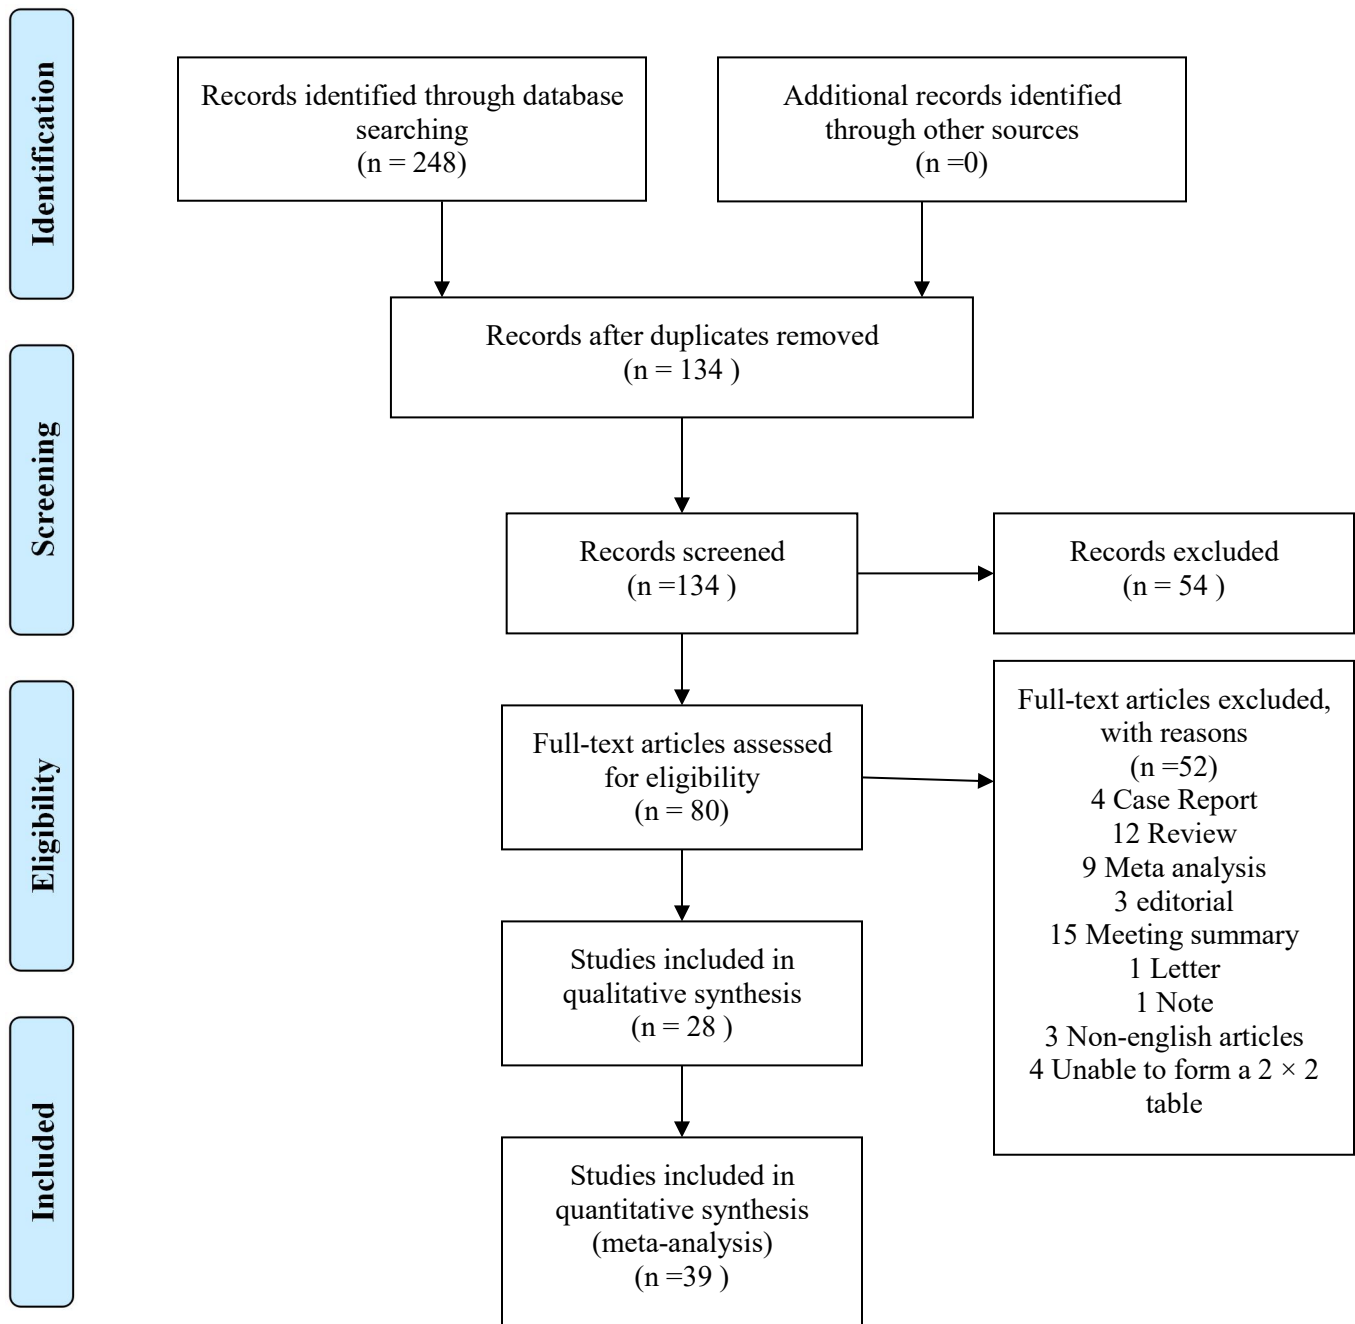 Identification
Records identified through database
searching
(n = 248)
Additional records identified
through other sources
(n =0)
Records after duplicates removed
(n = 134 )
Screening
Records screened
(n =134 )
Records excluded
(n = 54 )
Eligibility
Full-text articles assessed
for eligibility
(n = 80)
Full-text articles excluded,
with reasons
(n =52)
4 Case Report
12 Review
9 Meta analysis
3 editorial
15 Meeting summary
1 Letter
1 Note
3 Non-english articles
4 Unable to form a 2 × 2
table
Studies included in
qualitative synthesis
(n = 28 )
Included
Studies included in
quantitative synthesis
(meta-analysis)
(n =39 )